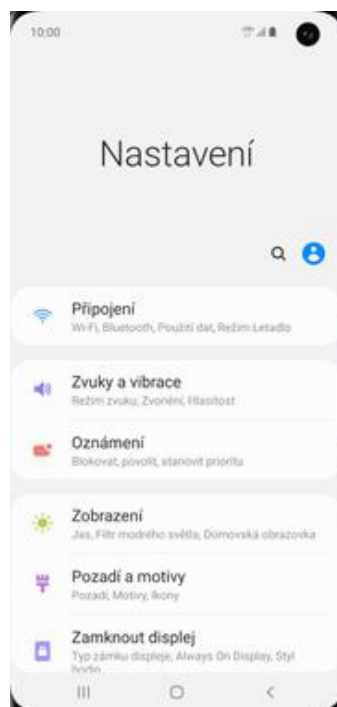 10:00
Nastavení
Připojení
Wi-Fi, Bluetooth, Použití dat, Režim Letadlo
Zvuky a vibrace
Režim zvuku, Zvonění, Hlasitost
Oznámení
Blokovat, povolit, stanovit prioritu
Zobrazení
Jas, Filtr modrého světla, Domovská obrazovka
Pozadí a motivy
Pozadí, Motivy, Ikony
Zamknout displej
Typ zámku displeje, Always On Display, Styl
hodin